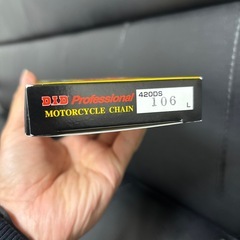 D.I.D Professional
MOTORCYCLE CHAIN
420DS
106
L